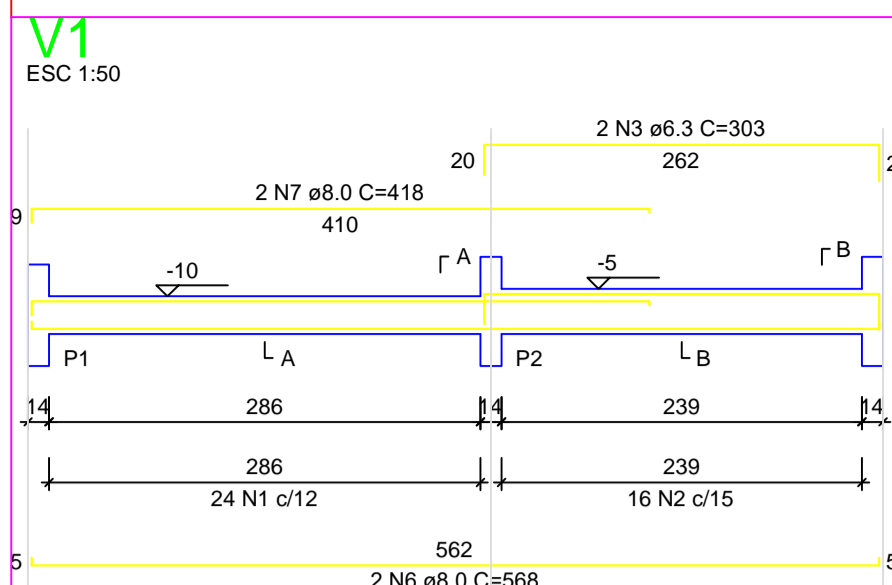 V1
ESC 1:50
2 N3 ø6.3 C=303
20 262 2
2 N7 ø8.0 C=418
9 410
A B
-10 -5
P1 A P2 B
14 286 14 239 14
286 239
24 N1 c/12 16 N2 c/15
562
5 5
2 N6 ø8.0 C=568